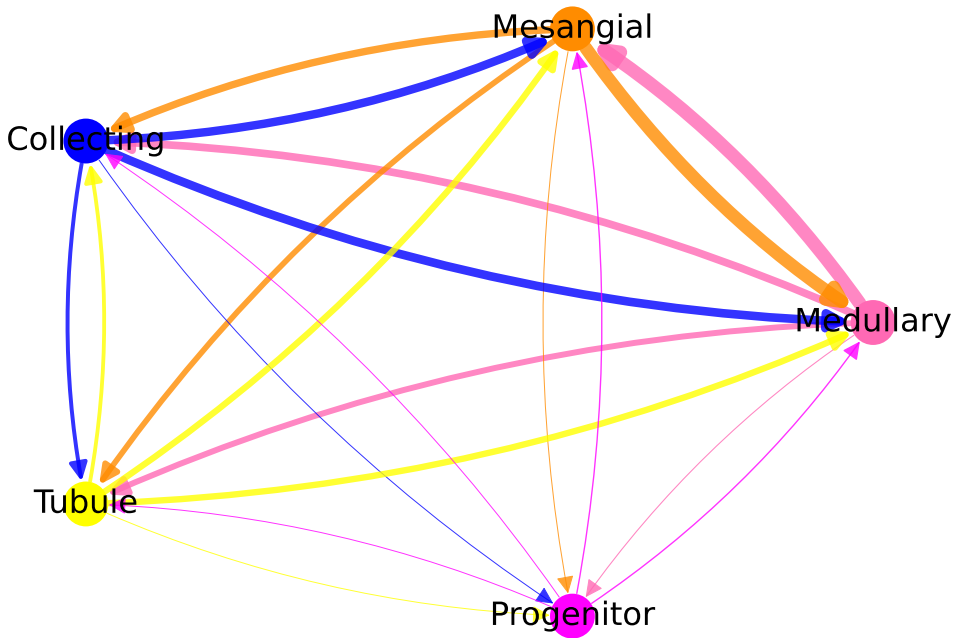 Mesangial
Collecting
Medullary
Tubule
Progenitor